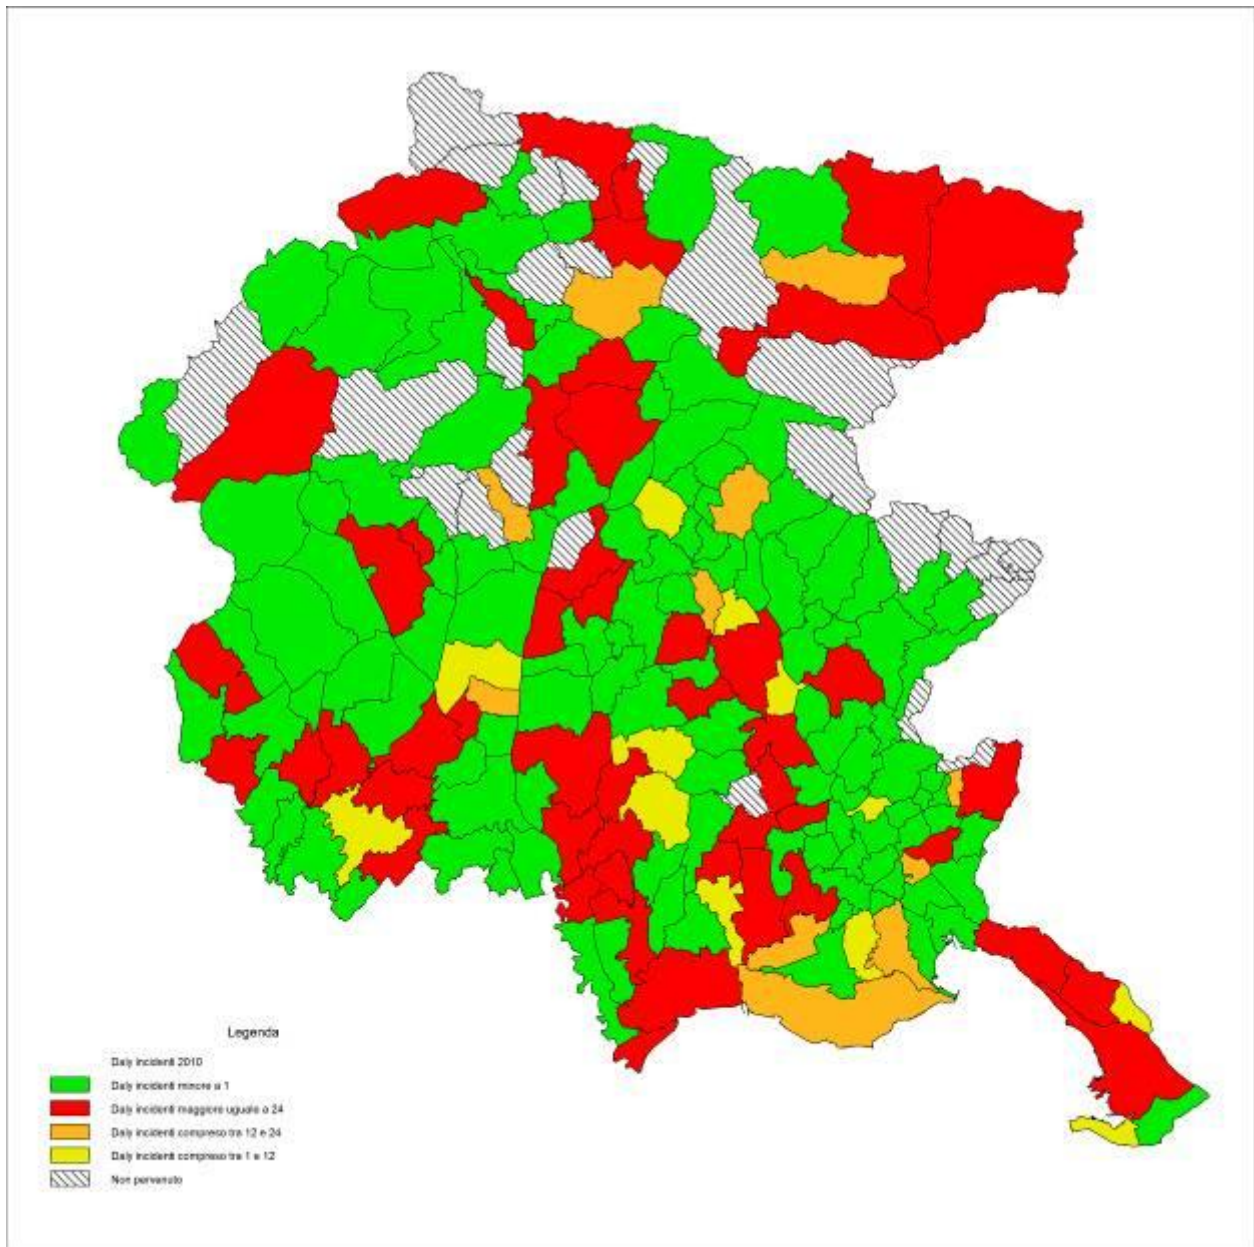 Legenda
Daly incidenti 2010
Daly incidenti minore a 1
Daly incidenti maggiore uguale a 24
Daly incidenti compreso tra 12 e 24
Daly incidenti compreso tra 1 e 12
Non pervenuto